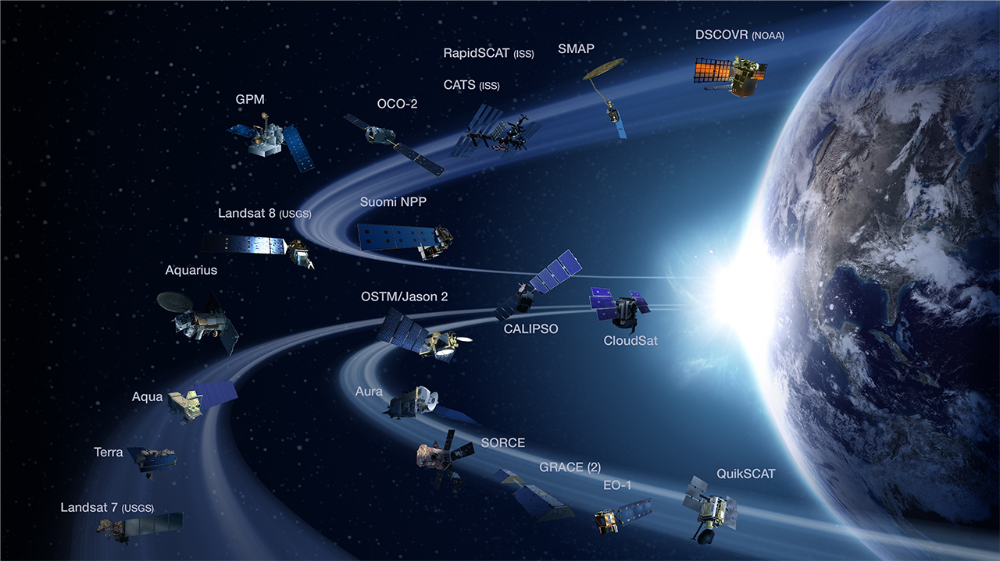 DSCOVR (NOAA)
RapidSCAT (ISS)
SMAP
CATS (ISS)
GPM
OCO-2
Suomi NPP
Landsat 8 (USGS)
Aquarius
OSTM/Jason 2
CALIPSO
CloudSat
Aura
Aqua
SORCE
Terra
GRACE (2)
QuikSCAT
EO-1
Landsat 7 (USGS)